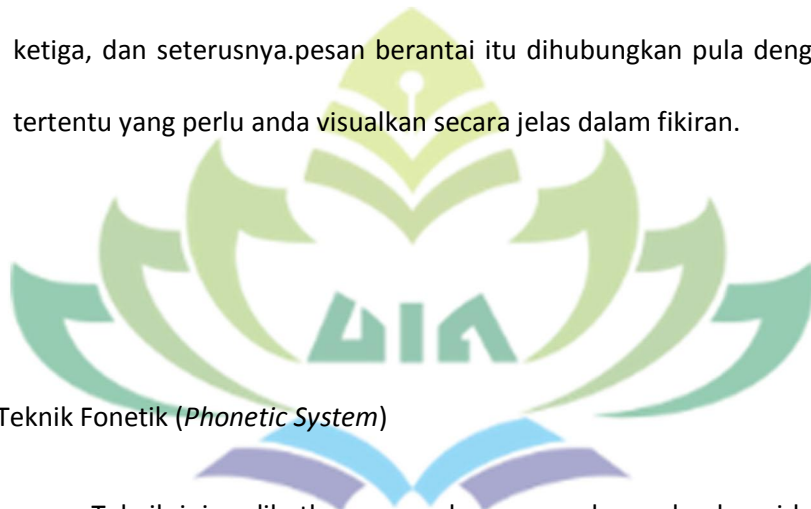 ketiga, dan seterusnya.pesan berantai itu dihubungkan pula deng
tertentu yang perlu anda visualkan secara jelas dalam fikiran.
UIN
Teknik Fonetik (Phonetic System)